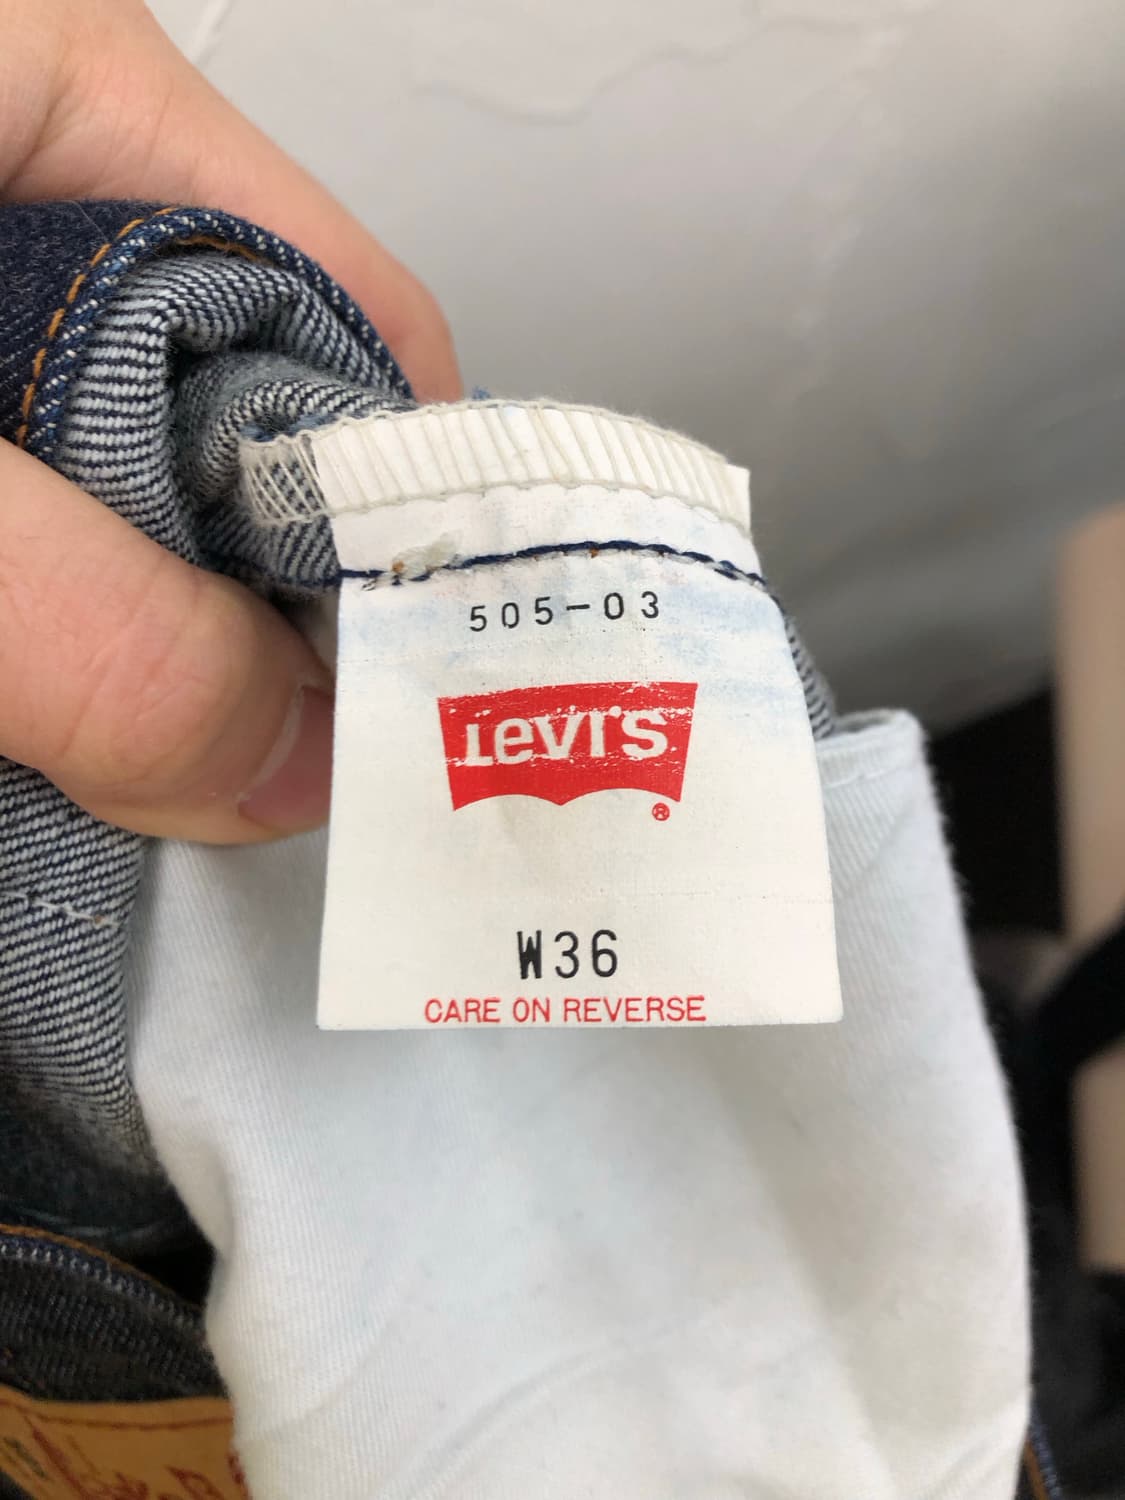 505-03
Levi's
®
W36
CARE ON REVERSE